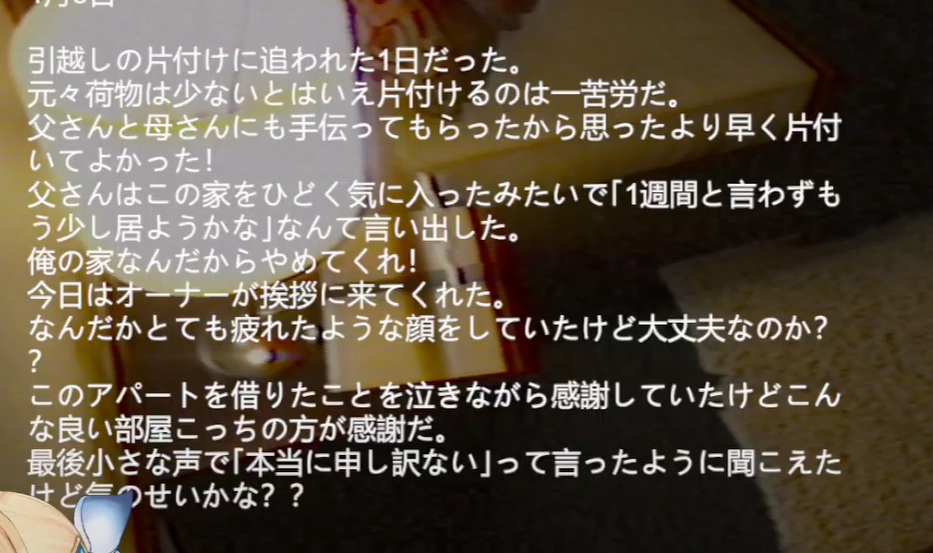 引越しの片付けに追われた1日だった。
元々荷物は少ないとはいえ片付けるのは一苦労だ。
父さんと母さんにも手伝ってもらったから思ったより早く片付
いてよかった!
父さんはこの家をひどく気に入ったみたいで「1週間と言わずも
う少し居ようかな」なんて言い出した。
俺の家なんだからやめてくれ!
今日はオーナーが挨拶に来てくれた。
なんだかとても疲れたような顔をしていたけど大丈夫なのか?
?
このアパートを借りたことを泣きながら感謝していたけどこん
な良い部屋こっちの方が感謝だ。
最後小さな声で「本当に申し訳ない」って言ったように聞こえた
けど気のせいかな? ?